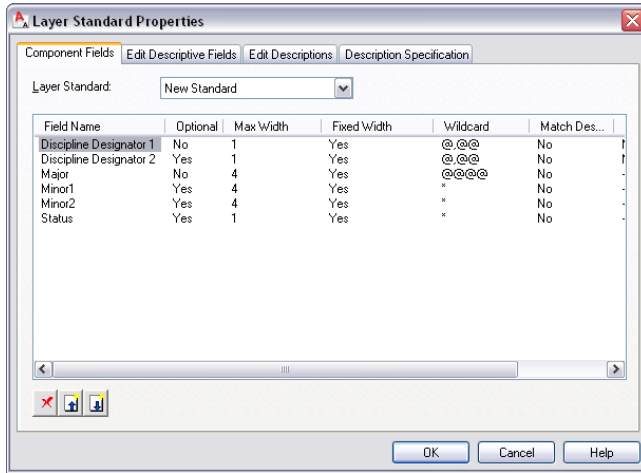 Layer Standard Properties
Component Fields Edit Descriptive Fields Edit Descriptions Description Specification
Layer Standard: New Standard
Field Name Optional Max Width Fixed Width Wildcard Match Des...
Discipline Designator 1 No 1 Yes @,@@ No
Discipline Designator 2 Yes 1 Yes @,@@ No
Major No 4 Yes @@@@ No
Minor1 Yes 4 Yes * No
Minor2 Yes 4 Yes * No
Status Yes 1 Yes * No
OK Cancel Help